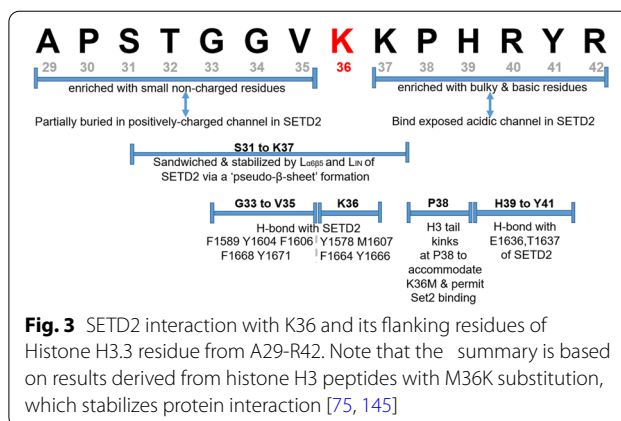 A P S T G G V K K P H R Y R
29 30 31 32 33 34 35 36 37 38 39 40 41 42
enriched with small non-charged residues
enriched with bulky & basic residues
Partially buried in positively-charged channel in SETD2
Bind exposed acidic channel in SETD2
S31 to K37
Sandwiched & stabilized by Lα6β5 and LIN of
SETD2 via a 'pseudo-β-sheet' formation
G33 to V35
K36
H-bond with SETD2
F1589 Y1604 F1606
Y1578 M1607
F1668 Y1671
F1664 Y1666
P38
H3 tail
kinks
at P38 to
accommodate
K36M & permit
Set2 binding
H39 to Y41
H-bond with
E1636,T1637
of SETD2
Fig. 3 SETD2 interaction with K36 and its flanking residues of
Histone H3.3 residue from A29-R42. Note that the summary is based
on results derived from histone H3 peptides with M36K substitution,
which stabilizes protein interaction [75, 145]